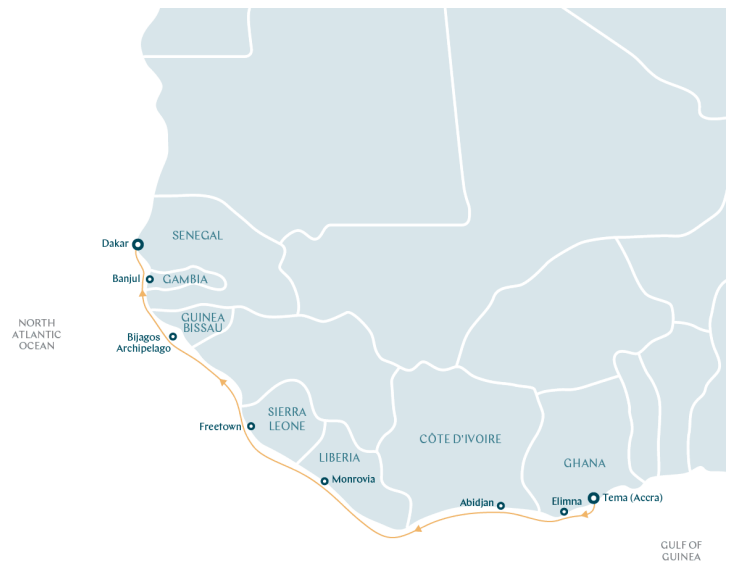 Dakar
SENEGAL
Banjul
GAMBIA
GUINEA
BISSAU
NORTH
ATLANTIC
OCEAN
Bijagos
Archipelago
Freetown
SIERRA
LEONE
LIBERIA
Monrovia
CÔTE D'IVOIRE
GHANA
Abidjan
Elimna
Tema (Accra)
GULF OF
GUINEA